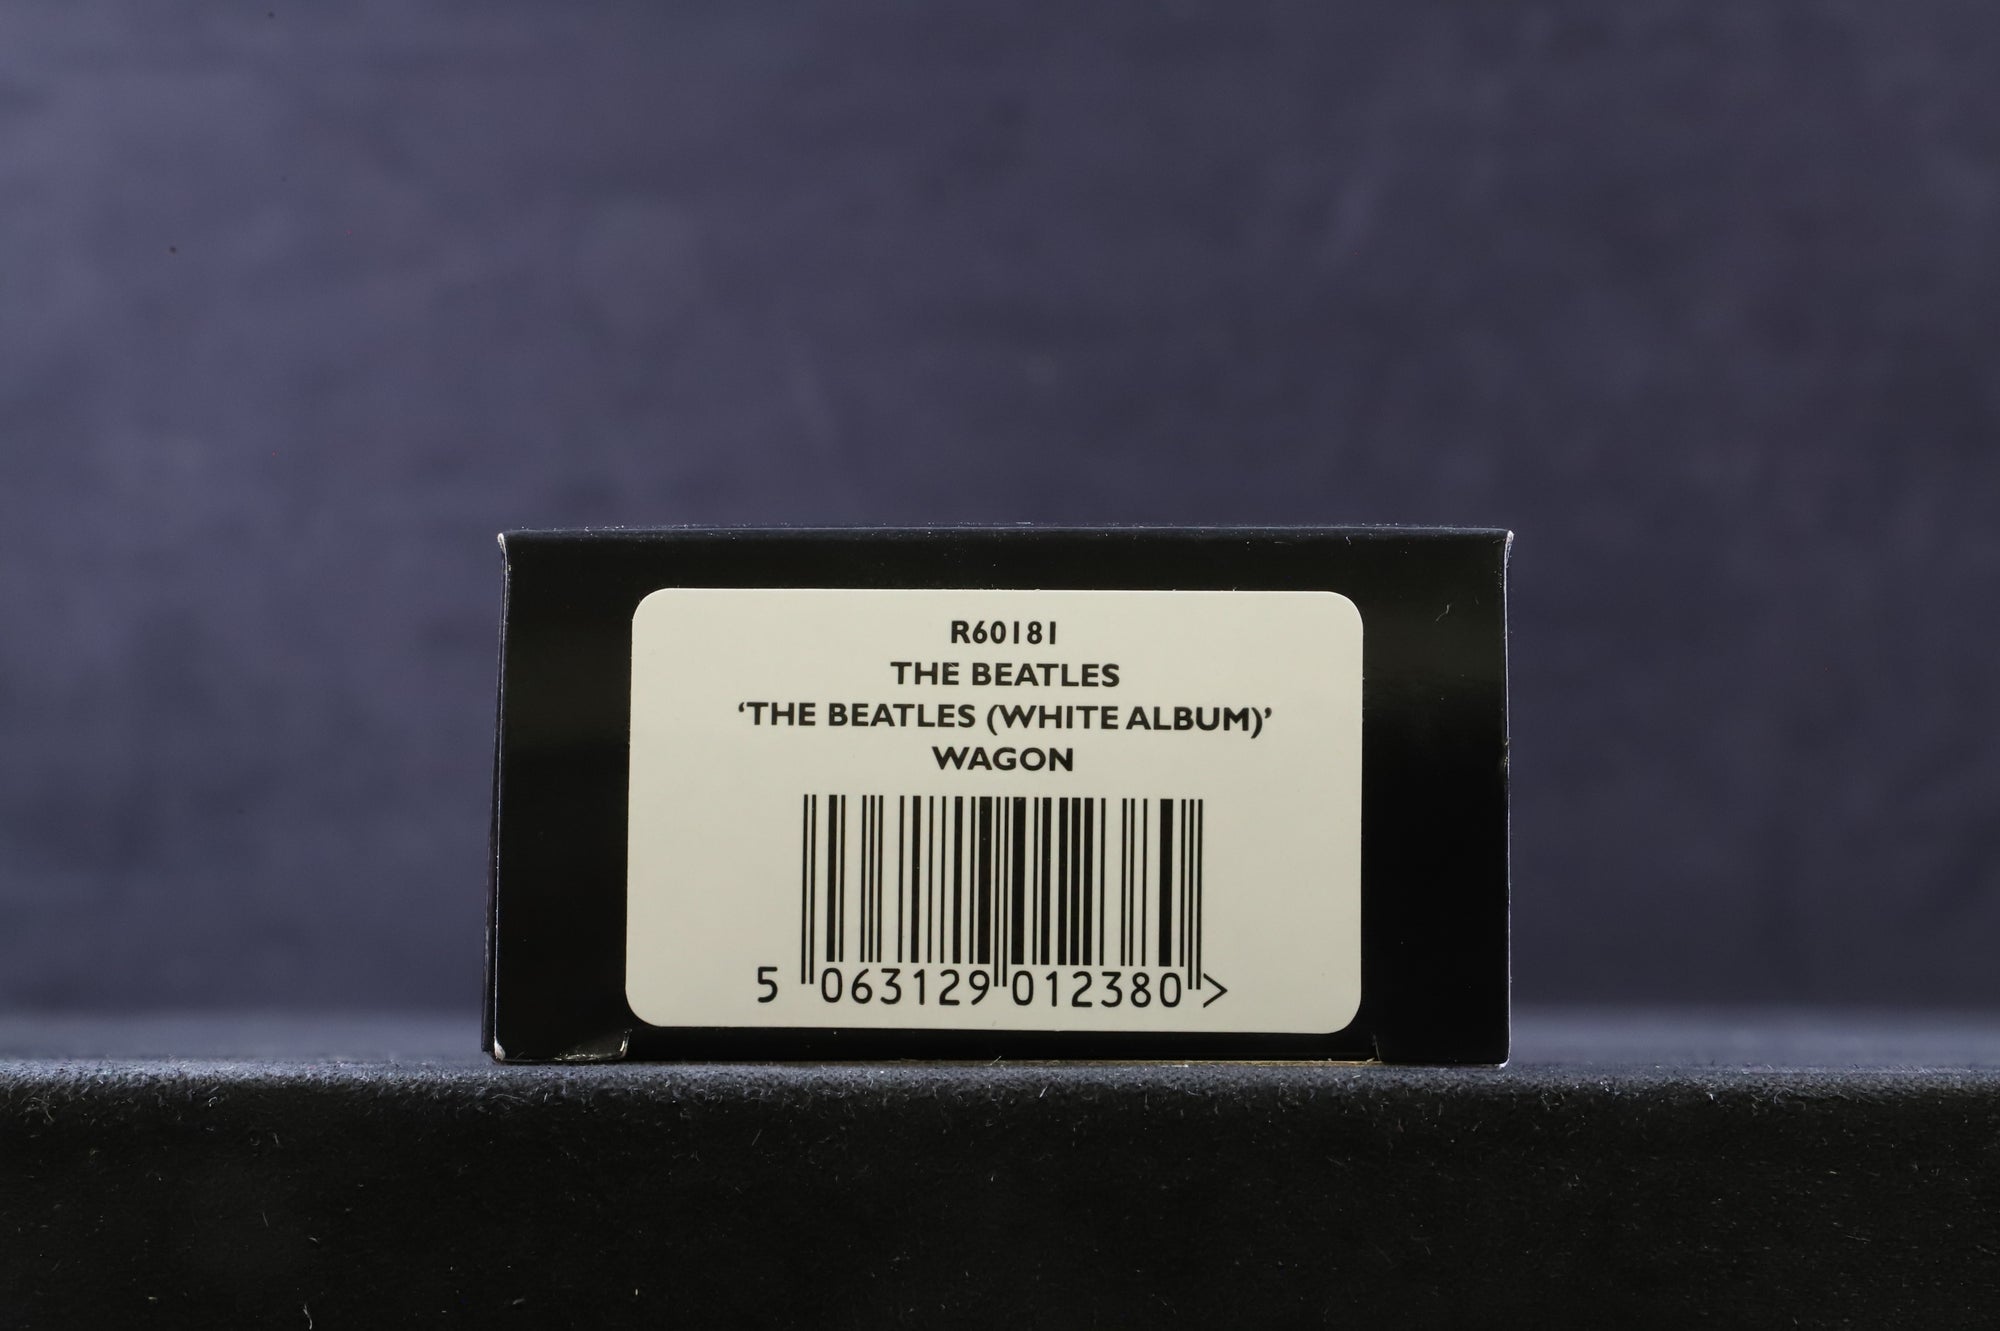 R60181
THE BEATLES
‘THE BEATLES (WHITE ALBUM)’
WAGON
5 063129 012380 >